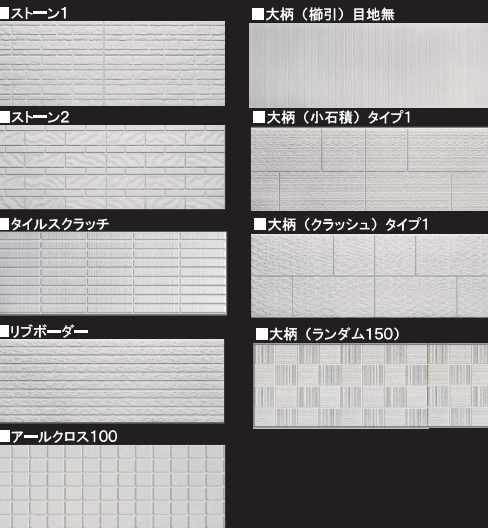 ■ストーン1
■ストーン2
■タイルスクラッチ
■リブボーダー
■アールクロス100
■大柄（櫛引）目地無
■大柄（小石積）タイプ1
■大柄（クラッシュ）タイプ1
■大柄（ランダム150）